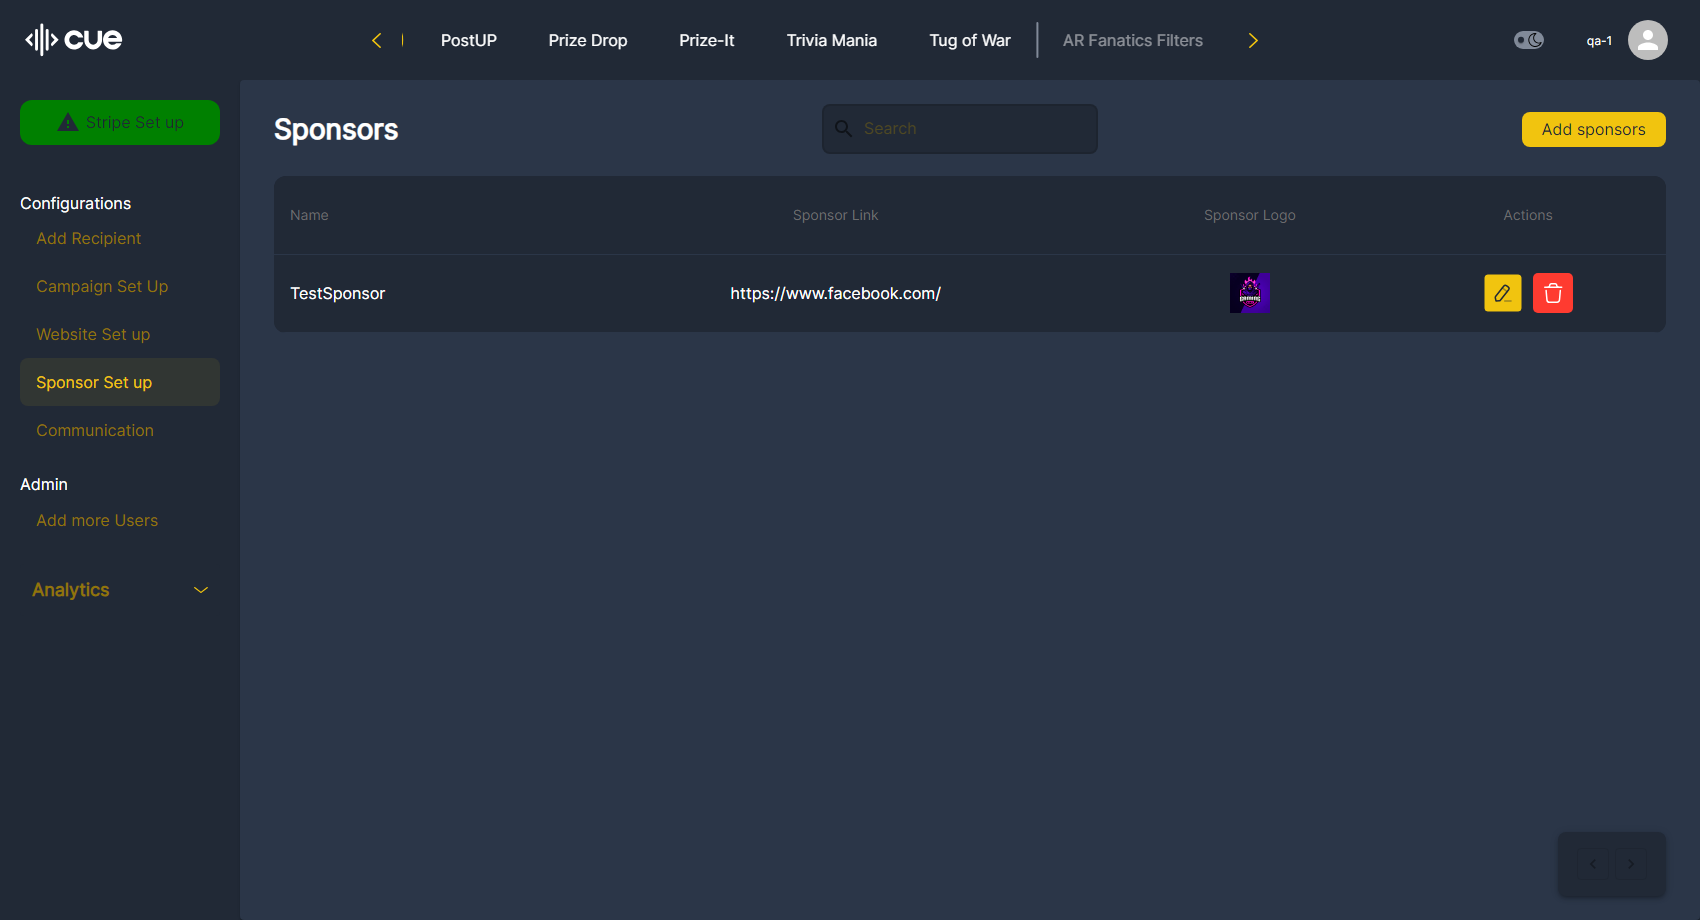 cue
PostUP
Prize Drop
Prize-It
Trivia Mania
Tug of War
AR Fanatics Filters
qa-1
Stripe Set up
Configurations
Add Recipient
Campaign Set Up
Website Set up
Sponsor Set up
Communication
Admin
Add more Users
Analytics
Sponsors
Search
Add sponsors
Name
Sponsor Link
Sponsor Logo
Actions
TestSponsor
https://www.facebook.com/
GAMING